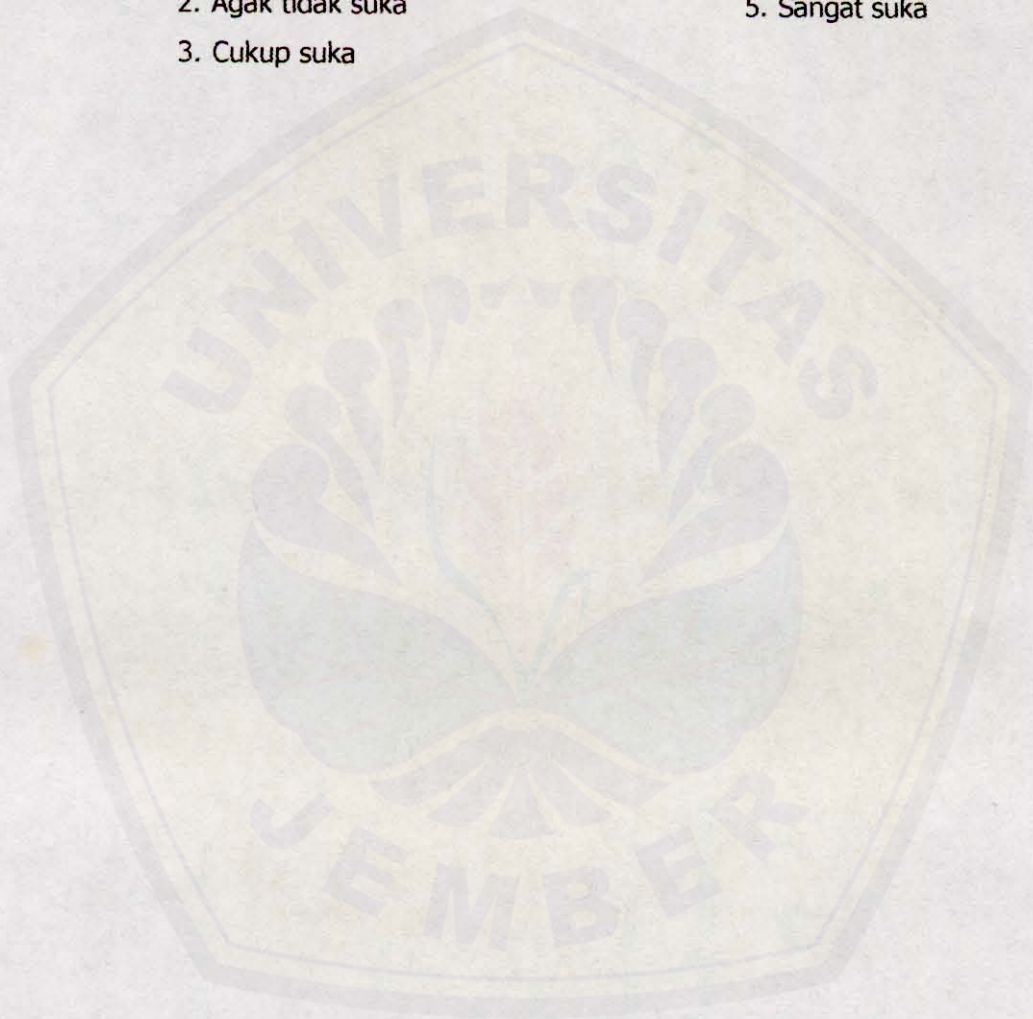 2. Agak tidak suka
5. Sangat suka
3. Cukup suka
UNIVERSITAS
JEMBER